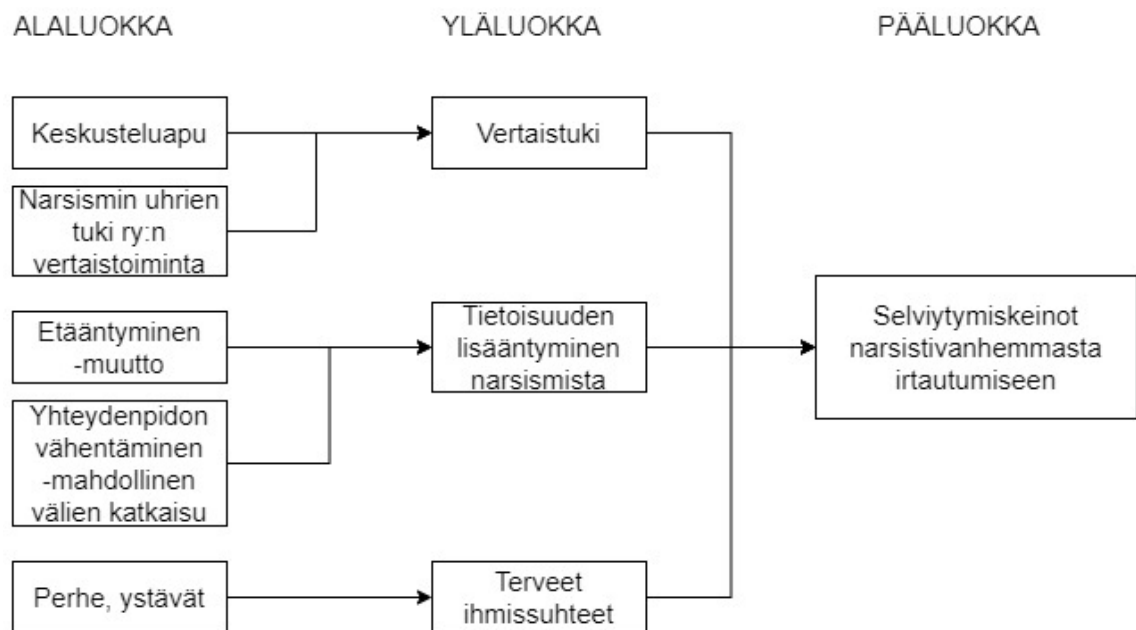 ALALUOKKA
YLÄLUOKKA
PÄÄLUOKKA
Keskusteluapu
Narsismin uhrien
tuki ry:n
vertaistoiminta
Etääntyminen
-muutto
Yhteydenpidon
vähentäminen
-mahdollinen
välien katkaisu
Perhe, ystävät
Vertaistuki
Tietoisuuden
lisääntyminen
narsismista
Terveet
ihmissuhteet
Selviytymiskeinot
narsistivanhemmasta
irtautumiseen